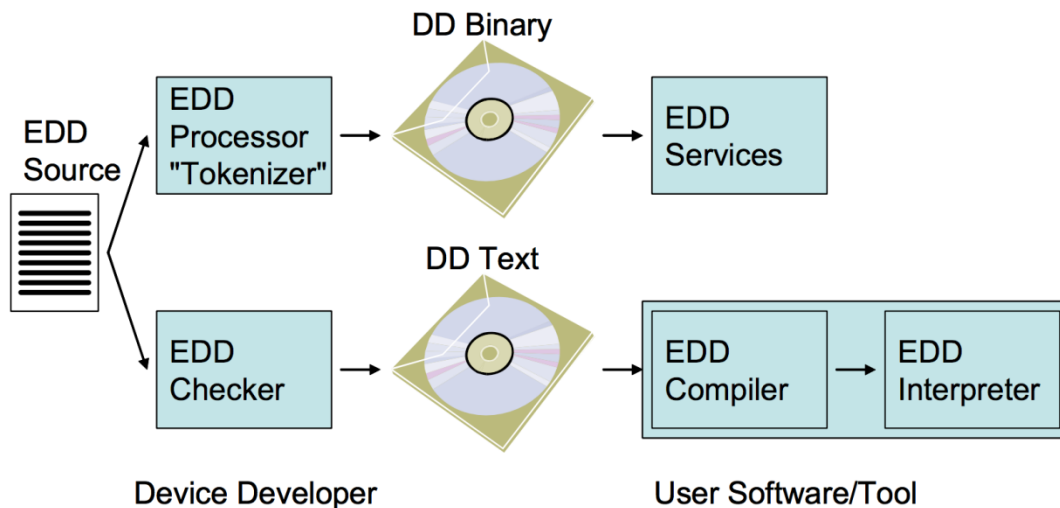 DD Binary
EDD
Source
EDD
Processor
"Tokenizer"
EDD
Services
DD Text
EDD
Checker
EDD
Compiler
EDD
Interpreter
Device Developer
User Software/Tool